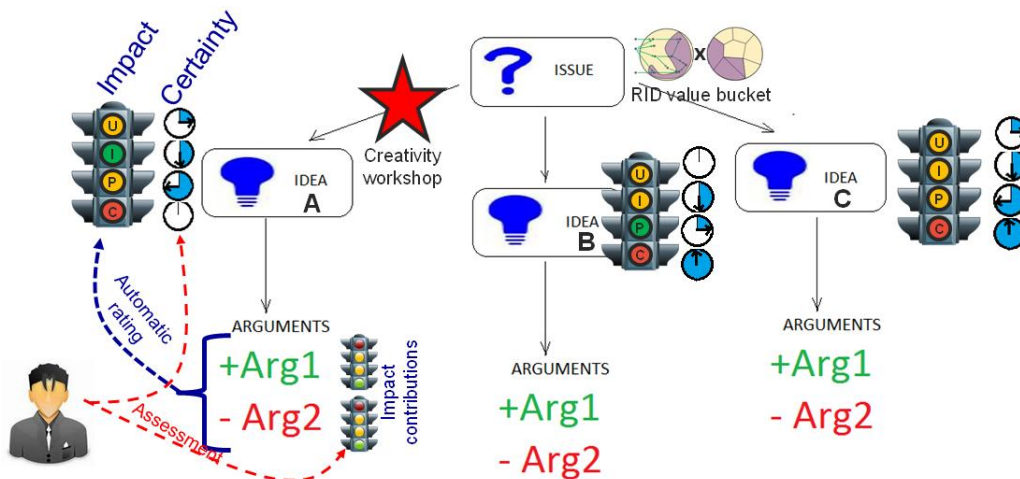 Impact
Certainty
?
ISSUE
x
RID value bucket
Creativity
workshop
U
I
P
C
IDEA
A
U
I
P
C
IDEA
B
IDEA
C
U
I
P
C
Automatic
rating
Assessment
ARGUMENTS
+Arg1
- Arg2
Impact
contributions
ARGUMENTS
+Arg1
- Arg2
ARGUMENTS
+Arg1
- Arg2